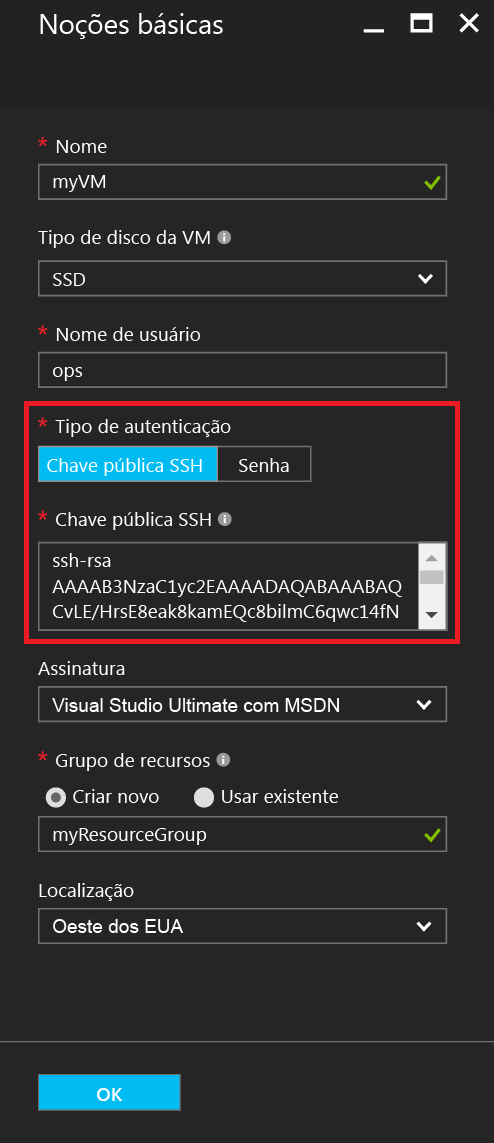 Noções básicas
* Nome
myVM
Tipo de disco da VM
SSD
* Nome de usuário
ops
* Tipo de autenticação
Chave pública SSH Senha
* Chave pública SSH
ssh-rsa
AAAAB3NzaC1yc2EAAAADAQABAAABAQ
CvLE/HrsE8eak8kamEQc8bilmC6qwc14fN
Assinatura
Visual Studio Ultimate com MSDN
* Grupo de recursos
Criar novo Usar existente
myResourceGroup
Localização
Oeste dos EUA
OK